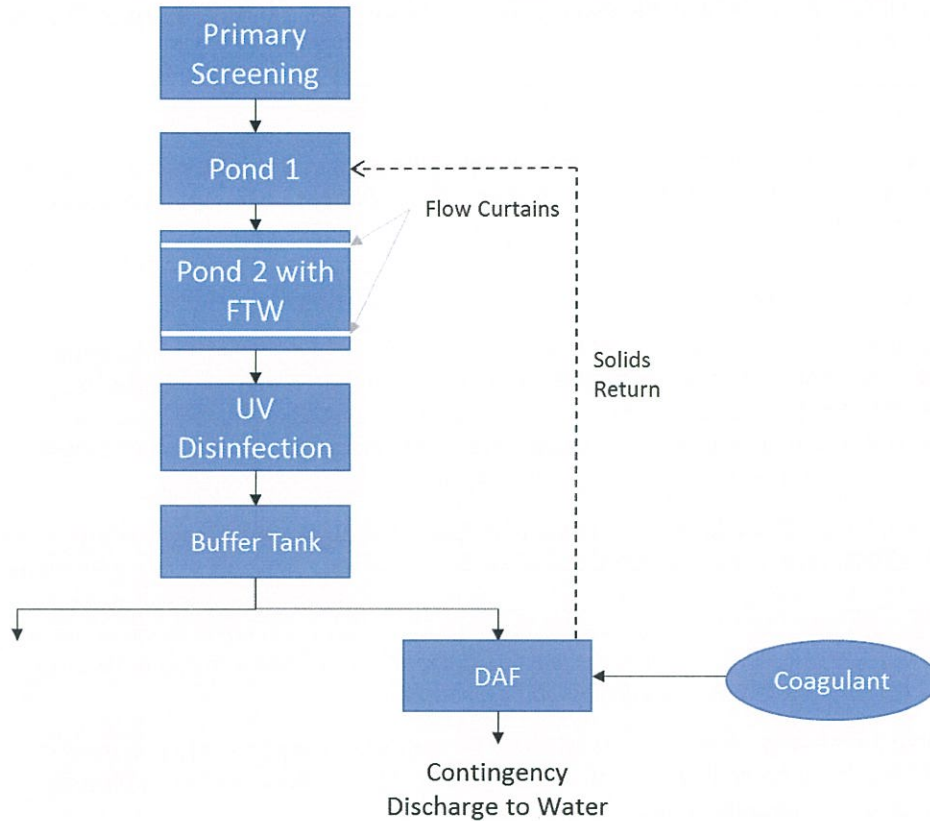 Primary
Screening
Pond 1
Flow Curtains
Pond 2 with
FTW
Solids
Return
UV
Disinfection
Buffer Tank
DAF
Coagulant
Contingency
Discharge to Water